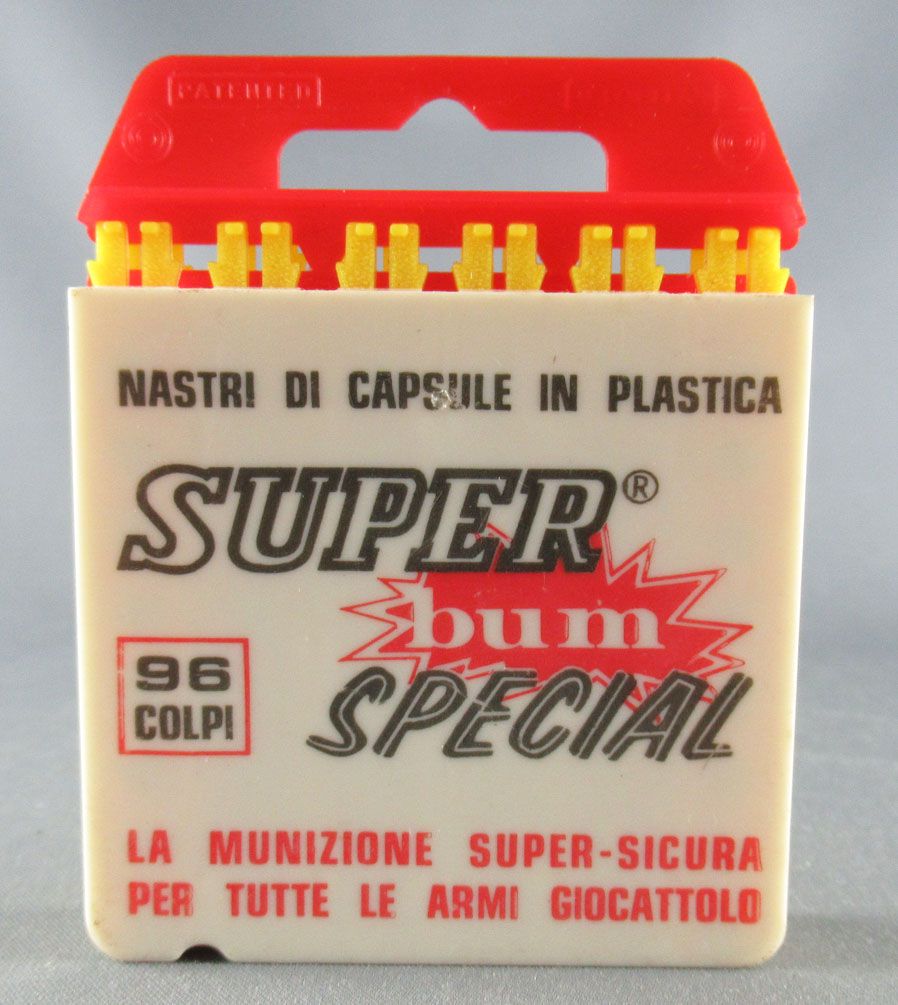 PATENTED
NASTRI DI CAPSULE IN PLASTICA
SUPER®
bum
SPECIAL
96
COLPI
LA MUNIZIONE SUPER-SICURA
PER TUTTE LE ARMI GIOCATTOLO